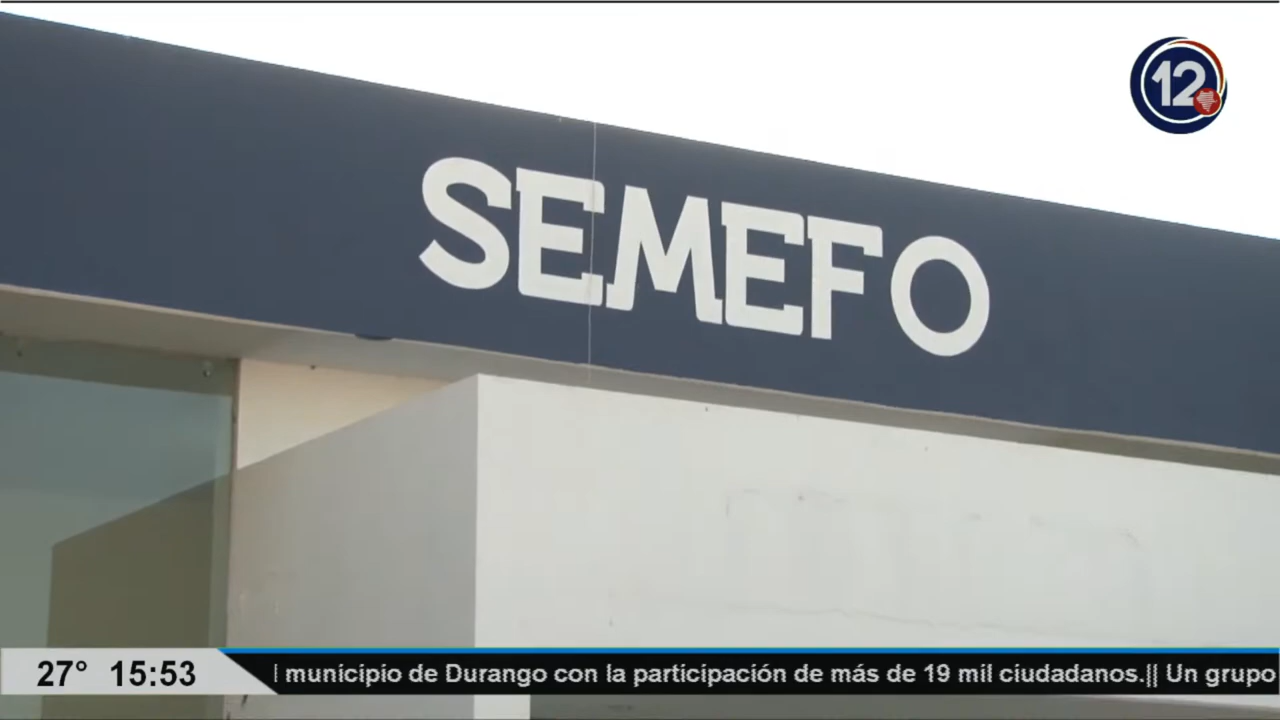 12
SEMEFO
27° 15:53
municipio de Durango con la participación de más de 19 mil ciudadanos.|| Un grupo